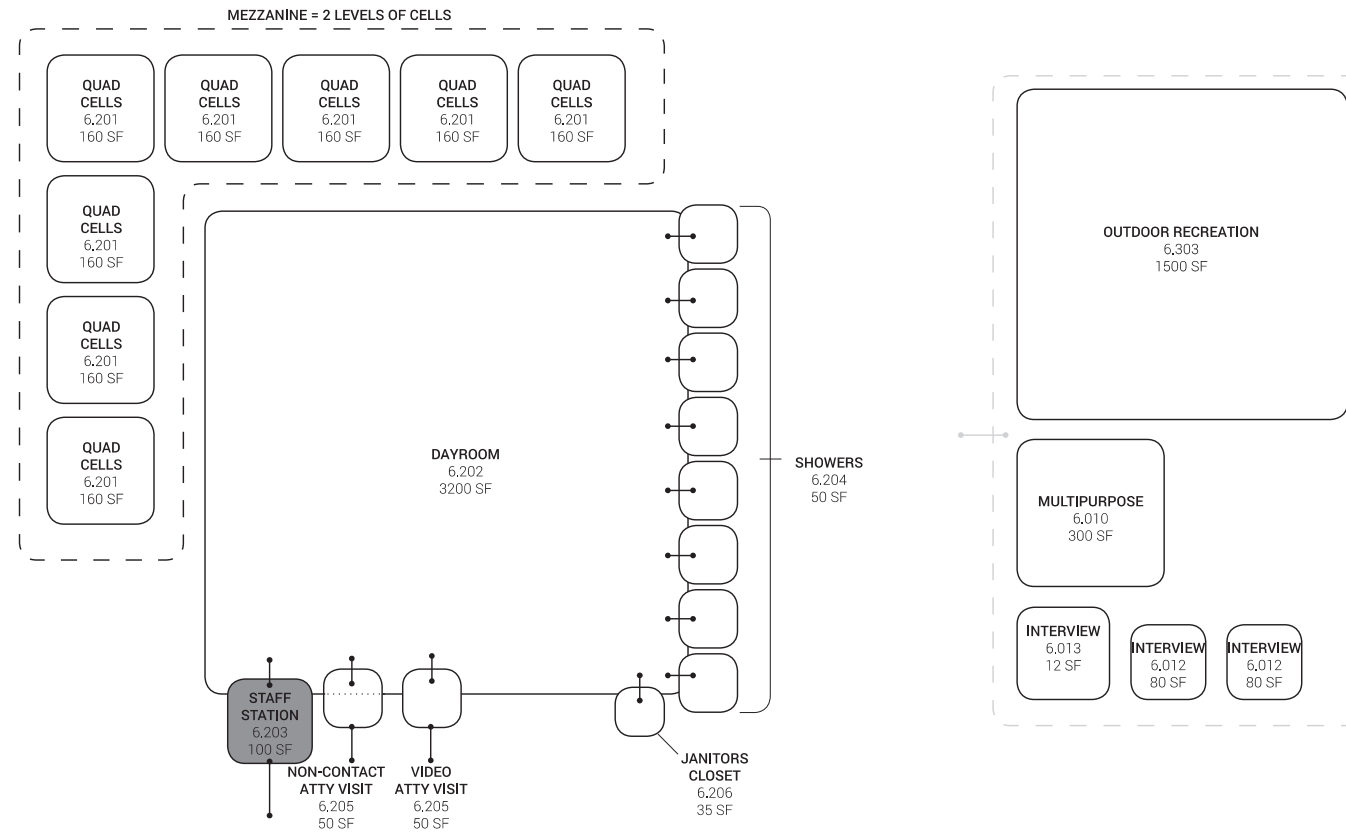 MEZZANINE = 2 LEVELS OF CELLS
QUAD
CELLS
6.201
160 SF
QUAD
CELLS
6.201
160 SF
QUAD
CELLS
6.201
160 SF
QUAD
CELLS
6.201
160 SF
QUAD
CELLS
6.201
160 SF
QUAD
CELLS
6.201
160 SF
QUAD
CELLS
6.201
160 SF
QUAD
CELLS
6.201
160 SF
DAYROOM
6.202
3200 SF
SHOWERS
6.204
50 SF
STAFF
STATION
6.203
100 SF
NON-CONTACT
ATTY VISIT
6.205
50 SF
VIDEO
ATTY VISIT
6.205
50 SF
JANITORS
CLOSET
6.206
35 SF
OUTDOOR RECREATION
6.303
1500 SF
MULTIPURPOSE
6.010
300 SF
INTERVIEW
6.013
12 SF
INTERVIEW
6.012
80 SF
INTERVIEW
6.012
80 SF